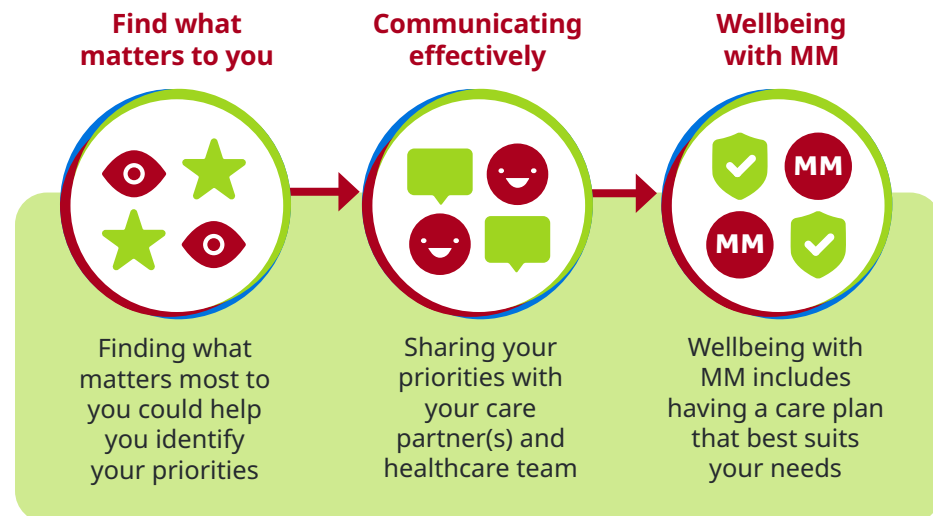 Find what
matters to you
Communicating
effectively
Wellbeing
with MM
MM
MM
Finding what
matters most to
you could help
you identify
your priorities
Sharing your
priorities with
your care
partner(s) and
healthcare team
Wellbeing with
MM includes
having a care plan
that best suits
your needs